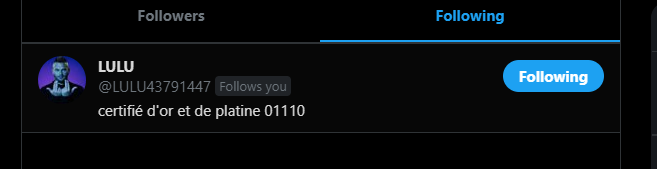 Followers Following
LULU
@LULU43791447 Follows you
Following
certifié d'or et de platine 01110